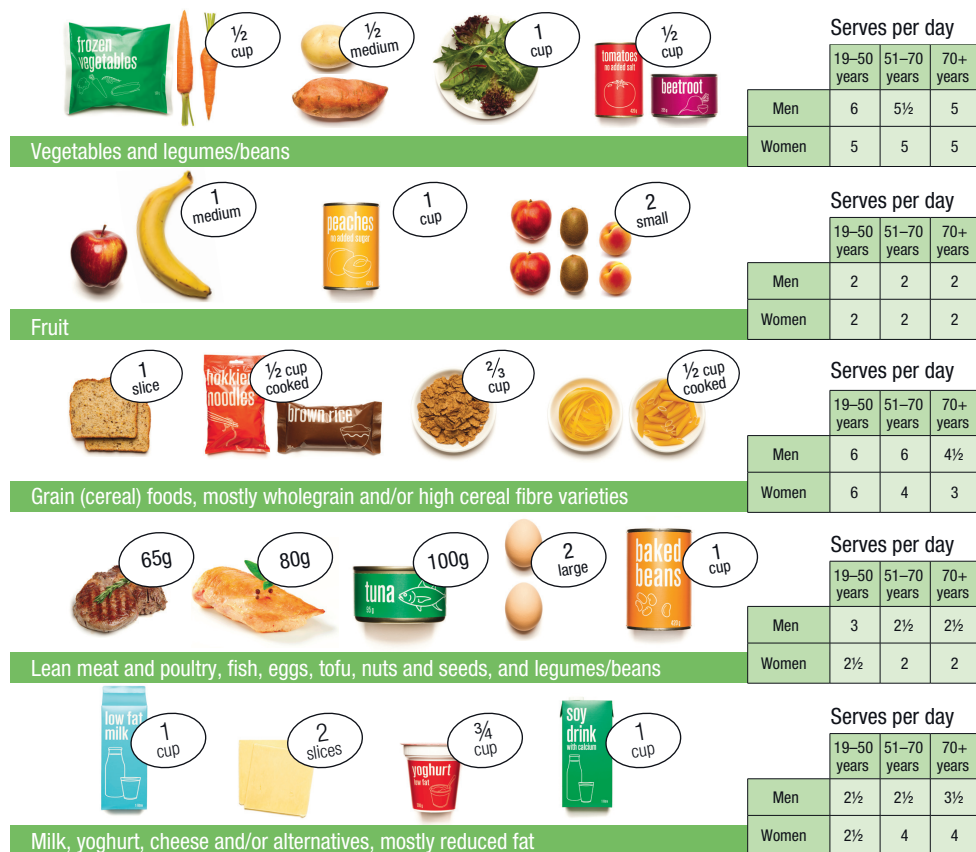 frozen
vegetables
½
cup
½
medium
1
cup
tomatoes
no added salt
420 g
½
cup
beetroot
Vegetables and legumes/beans
Serves per day
19–50 years 51–70 years 70+ years
Men 6 5½ 5
Women 5 5 5
1
medium
peaches
no added sugar
1
cup
2
small
Fruit
Serves per day
19–50 years 51–70 years 70+ years
Men 2 2 2
Women 2 2 2
1
slice
hokkien
noodles
½ cup
cooked
brown rice
⅔
cup
½ cup
cooked
Grain (cereal) foods, mostly wholegrain and/or high cereal fibre varieties
Serves per day
19–50 years 51–70 years 70+ years
Men 6 6 4½
Women 6 4 3
65g
80g
tuna
95 g
100g
2
large
baked
beans
420 g
1
cup
Lean meat and poultry, fish, eggs, tofu, nuts and seeds, and legumes/beans
Serves per day
19–50 years 51–70 years 70+ years
Men 3 2½ 2½
Women 2½ 2 2
low fat
milk
1
cup
2
slices
yoghurt
low fat
¾
cup
soy
drink
with calcium
1
cup
Milk, yoghurt, cheese and/or alternatives, mostly reduced fat
Serves per day
19–50 years 51–70 years 70+ years
Men 2½ 2½ 3½
Women 2½ 4 4